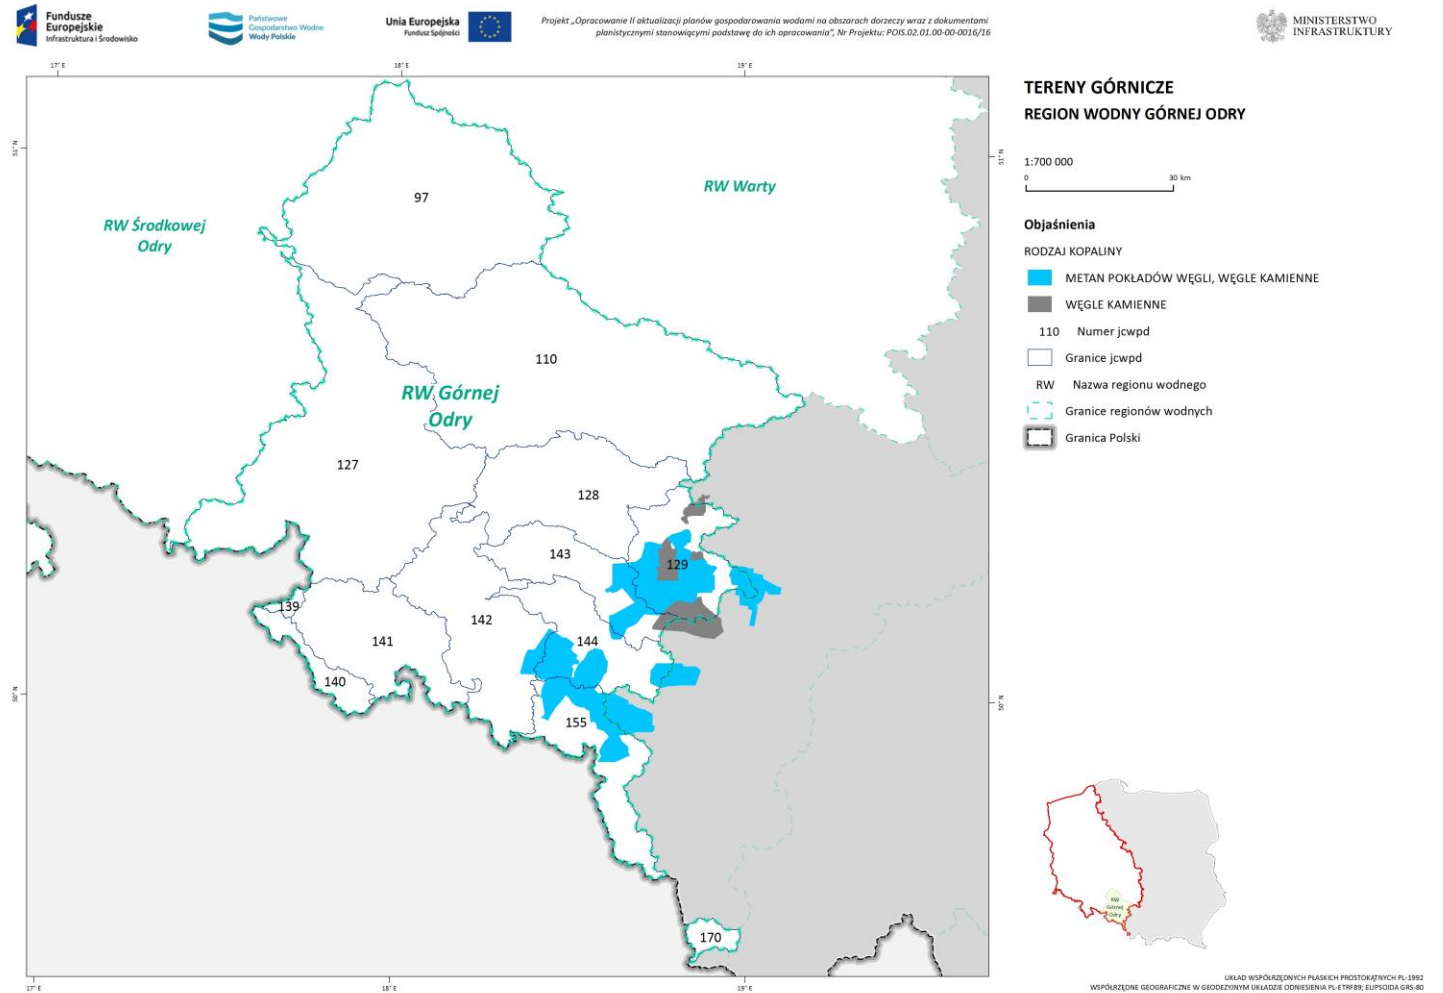 Fundusze
Europejskie
Infrastruktura i Środowisko
Państwowe
Gospodarstwo Wodne
Wody Polskie
Unia Europejska
Fundusz Spójności
Projekt „Opracowanie II aktualizacji planów gospodarowania wodami na obszarach dorzeczy wraz z dokumentami
planistycznymi stanowiącymi podstawę do ich opracowania”, Nr Projektu: POIS.02.01.00-00-0016/16
MINISTERSTWO
INFRASTRUKTURY
17° E
18° E
19° E
51° N
51° N
TERENY GÓRNICZE
REGION WODNY GÓRNEJ ODRY
1:700 000
0
30 km
Objaśnienia
RODZAJ KOPALINY
METAN POKŁADÓW WĘGLI, WĘGLE KAMIENNE
WĘGLE KAMIENNE
110 Numer jcwpd
Granice jcwpd
RW Nazwa regionu wodnego
Granice regionów wodnych
Granica Polski
RW Warty
97
RW Środkowej
Odry
110
RW Górnej
Odry
127
128
143
129
139
142
141
144
140
155
170
50° N
50° N
17° E
18° E
19° E
RW
Górnej
Odry
UKŁAD WSPÓŁRZĘDNYCH PŁASKICH PROSTOKĄTNYCH PL-1992
WSPÓŁRZĘDNE GEOGRAFICZNE W GEODEZYJNYM UKŁADZIE ODNIESIENIA PL-ETRF89; ELIPSOIDA GRS-80